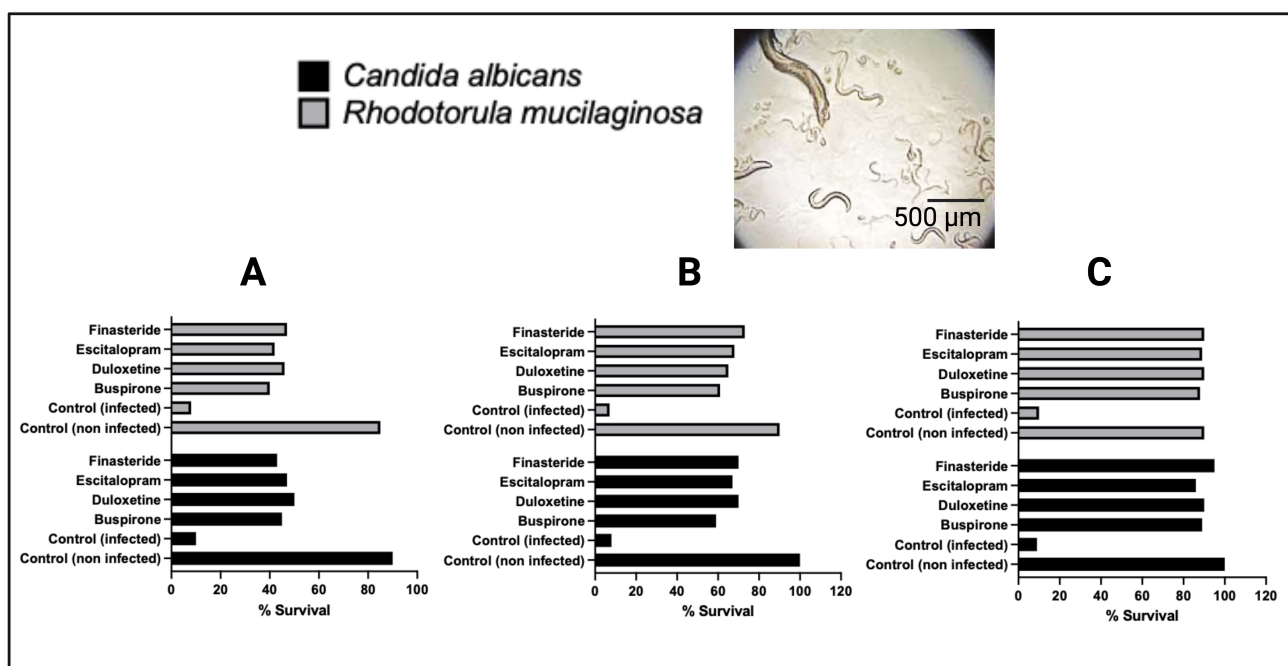 Candida albicans
Rhodotorula mucilaginosa
500 µm
A
Finasteride
Escitalopram
Duloxetine
Buspirone
Control (infected)
Control (non infected)
Finasteride
Escitalopram
Duloxetine
Buspirone
Control (infected)
Control (non infected)
0 20 40 60 80 100
% Survival
B
Finasteride
Escitalopram
Duloxetine
Buspirone
Control (infected)
Control (non infected)
Finasteride
Escitalopram
Duloxetine
Buspirone
Control (infected)
Control (non infected)
0 20 40 60 80 100 120
% Survival
C
Finasteride
Escitalopram
Duloxetine
Buspirone
Control (infected)
Control (non infected)
Finasteride
Escitalopram
Duloxetine
Buspirone
Control (infected)
Control (non infected)
0 20 40 60 80 100 120
% Survival